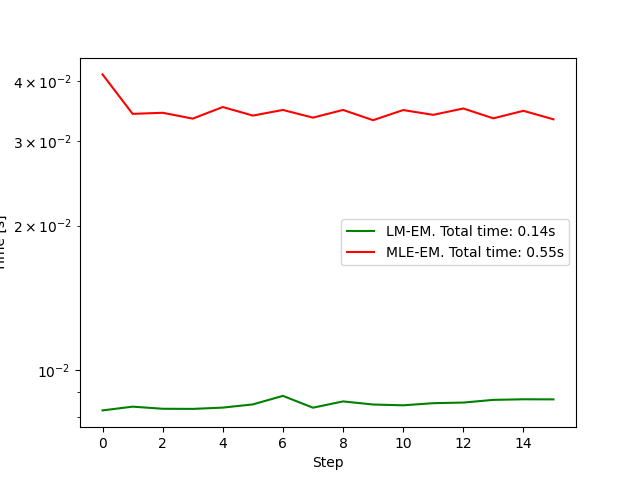 4 × 10⁻²
3 × 10⁻²
2 × 10⁻²
10⁻²
Time [s]
LM-EM. Total time: 0.14s
MLE-EM. Total time: 0.55s
0 2 4 6 8 10 12 14
Step